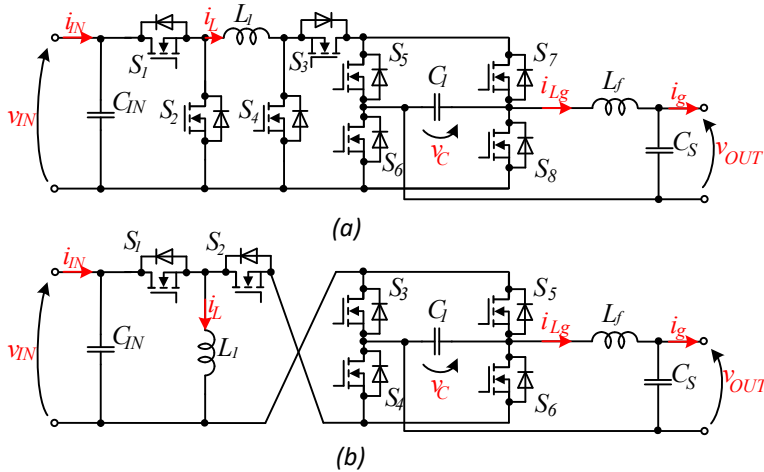 i_IN S_1 i_L L_1 S_3 S_5 S_7
v_IN C_IN S_2 S_4 C_1 i_Lg L_f i_g
v_C S_6 S_8 C_S v_OUT
(a)
i_IN S_1 S_2 S_3 S_5
v_IN C_IN i_L L_1 C_1 i_Lg L_f i_g
v_C S_4 S_6 C_S v_OUT
(b)